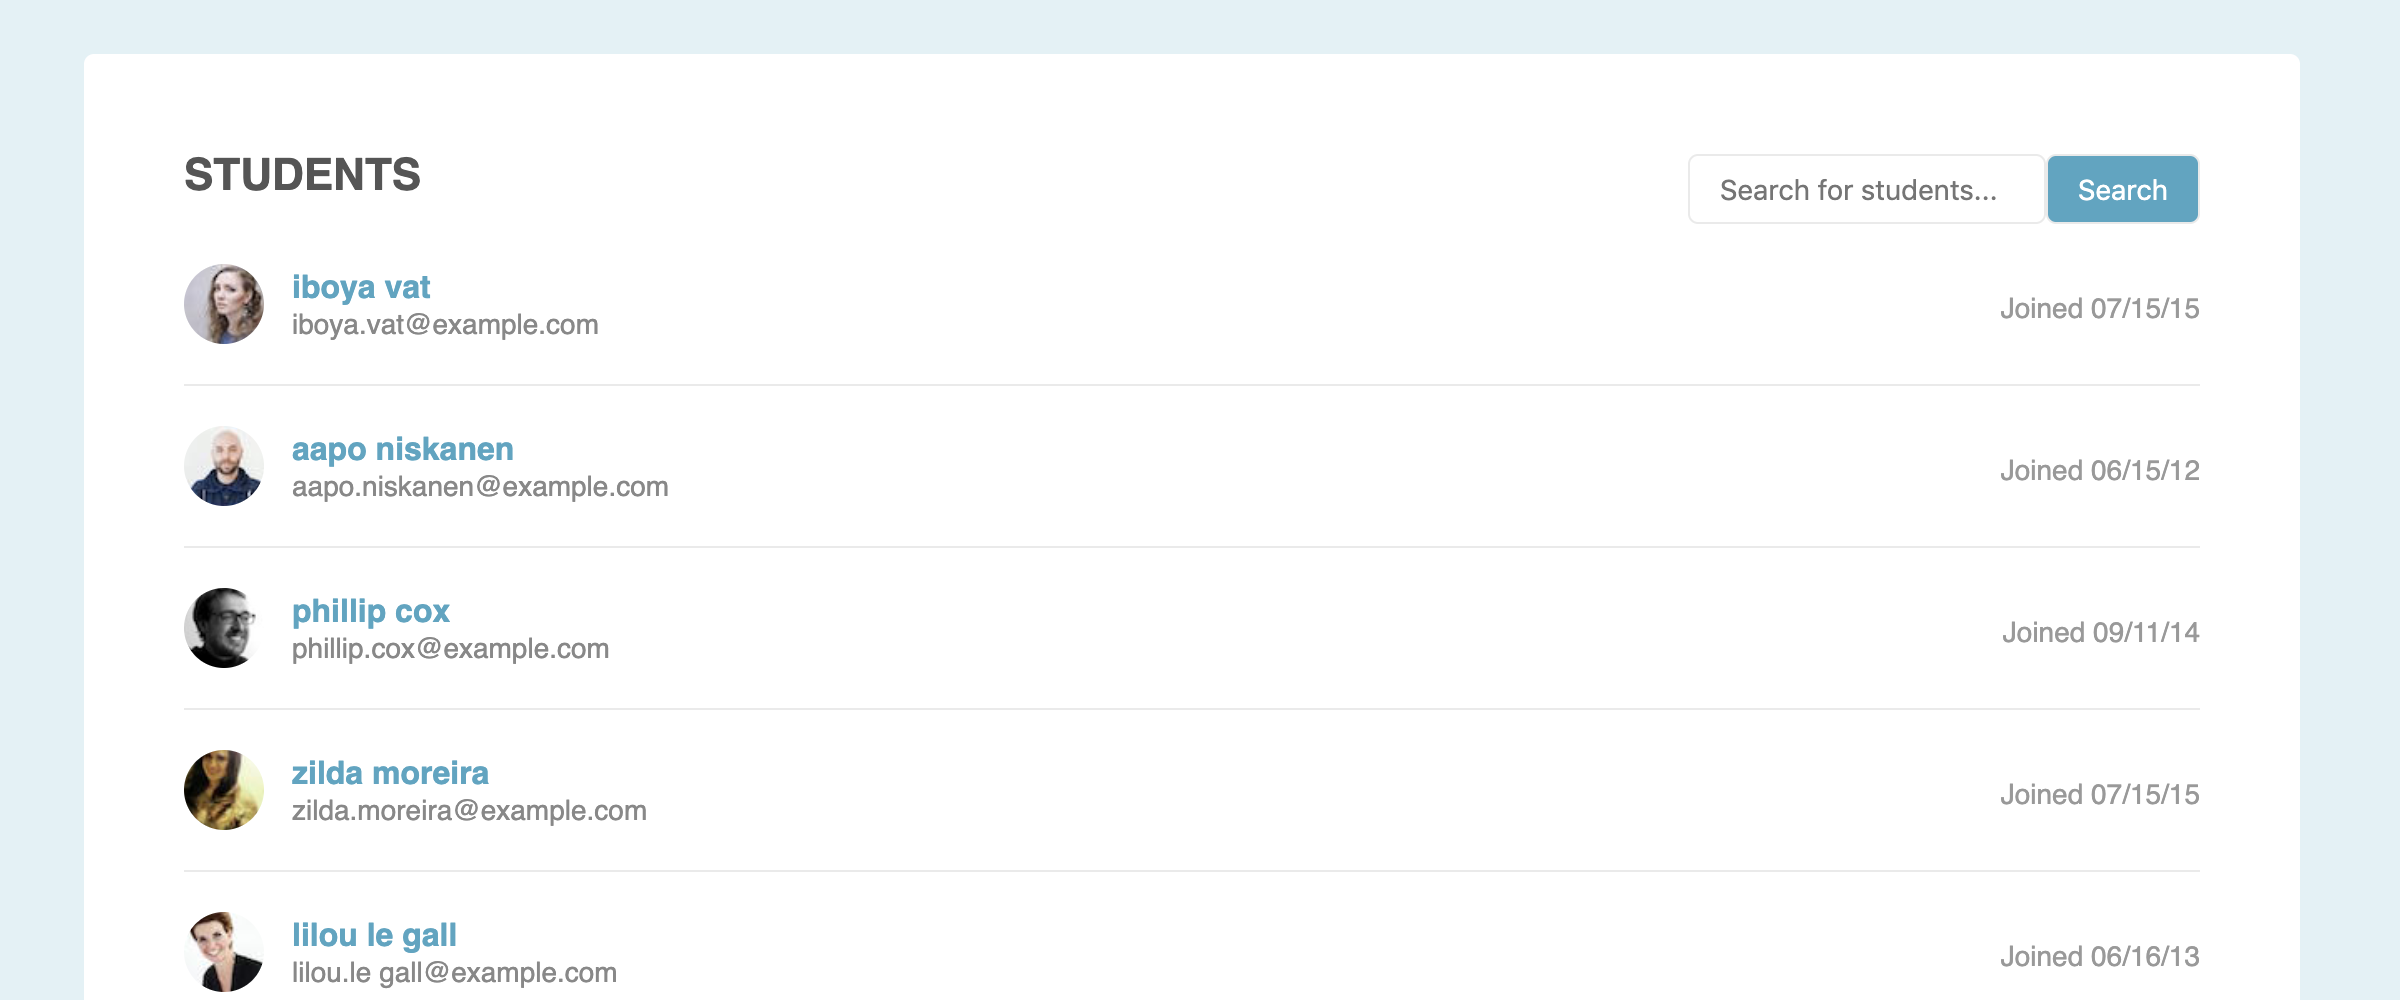 STUDENTS
Search for students...
Search
iboya vat
iboya.vat@example.com
Joined 07/15/15
aapo niskanen
aapo.niskanen@example.com
Joined 06/15/12
phillip cox
phillip.cox@example.com
Joined 09/11/14
zilda moreira
zilda.moreira@example.com
Joined 07/15/15
lilou le gall
lilou.le gall@example.com
Joined 06/16/13